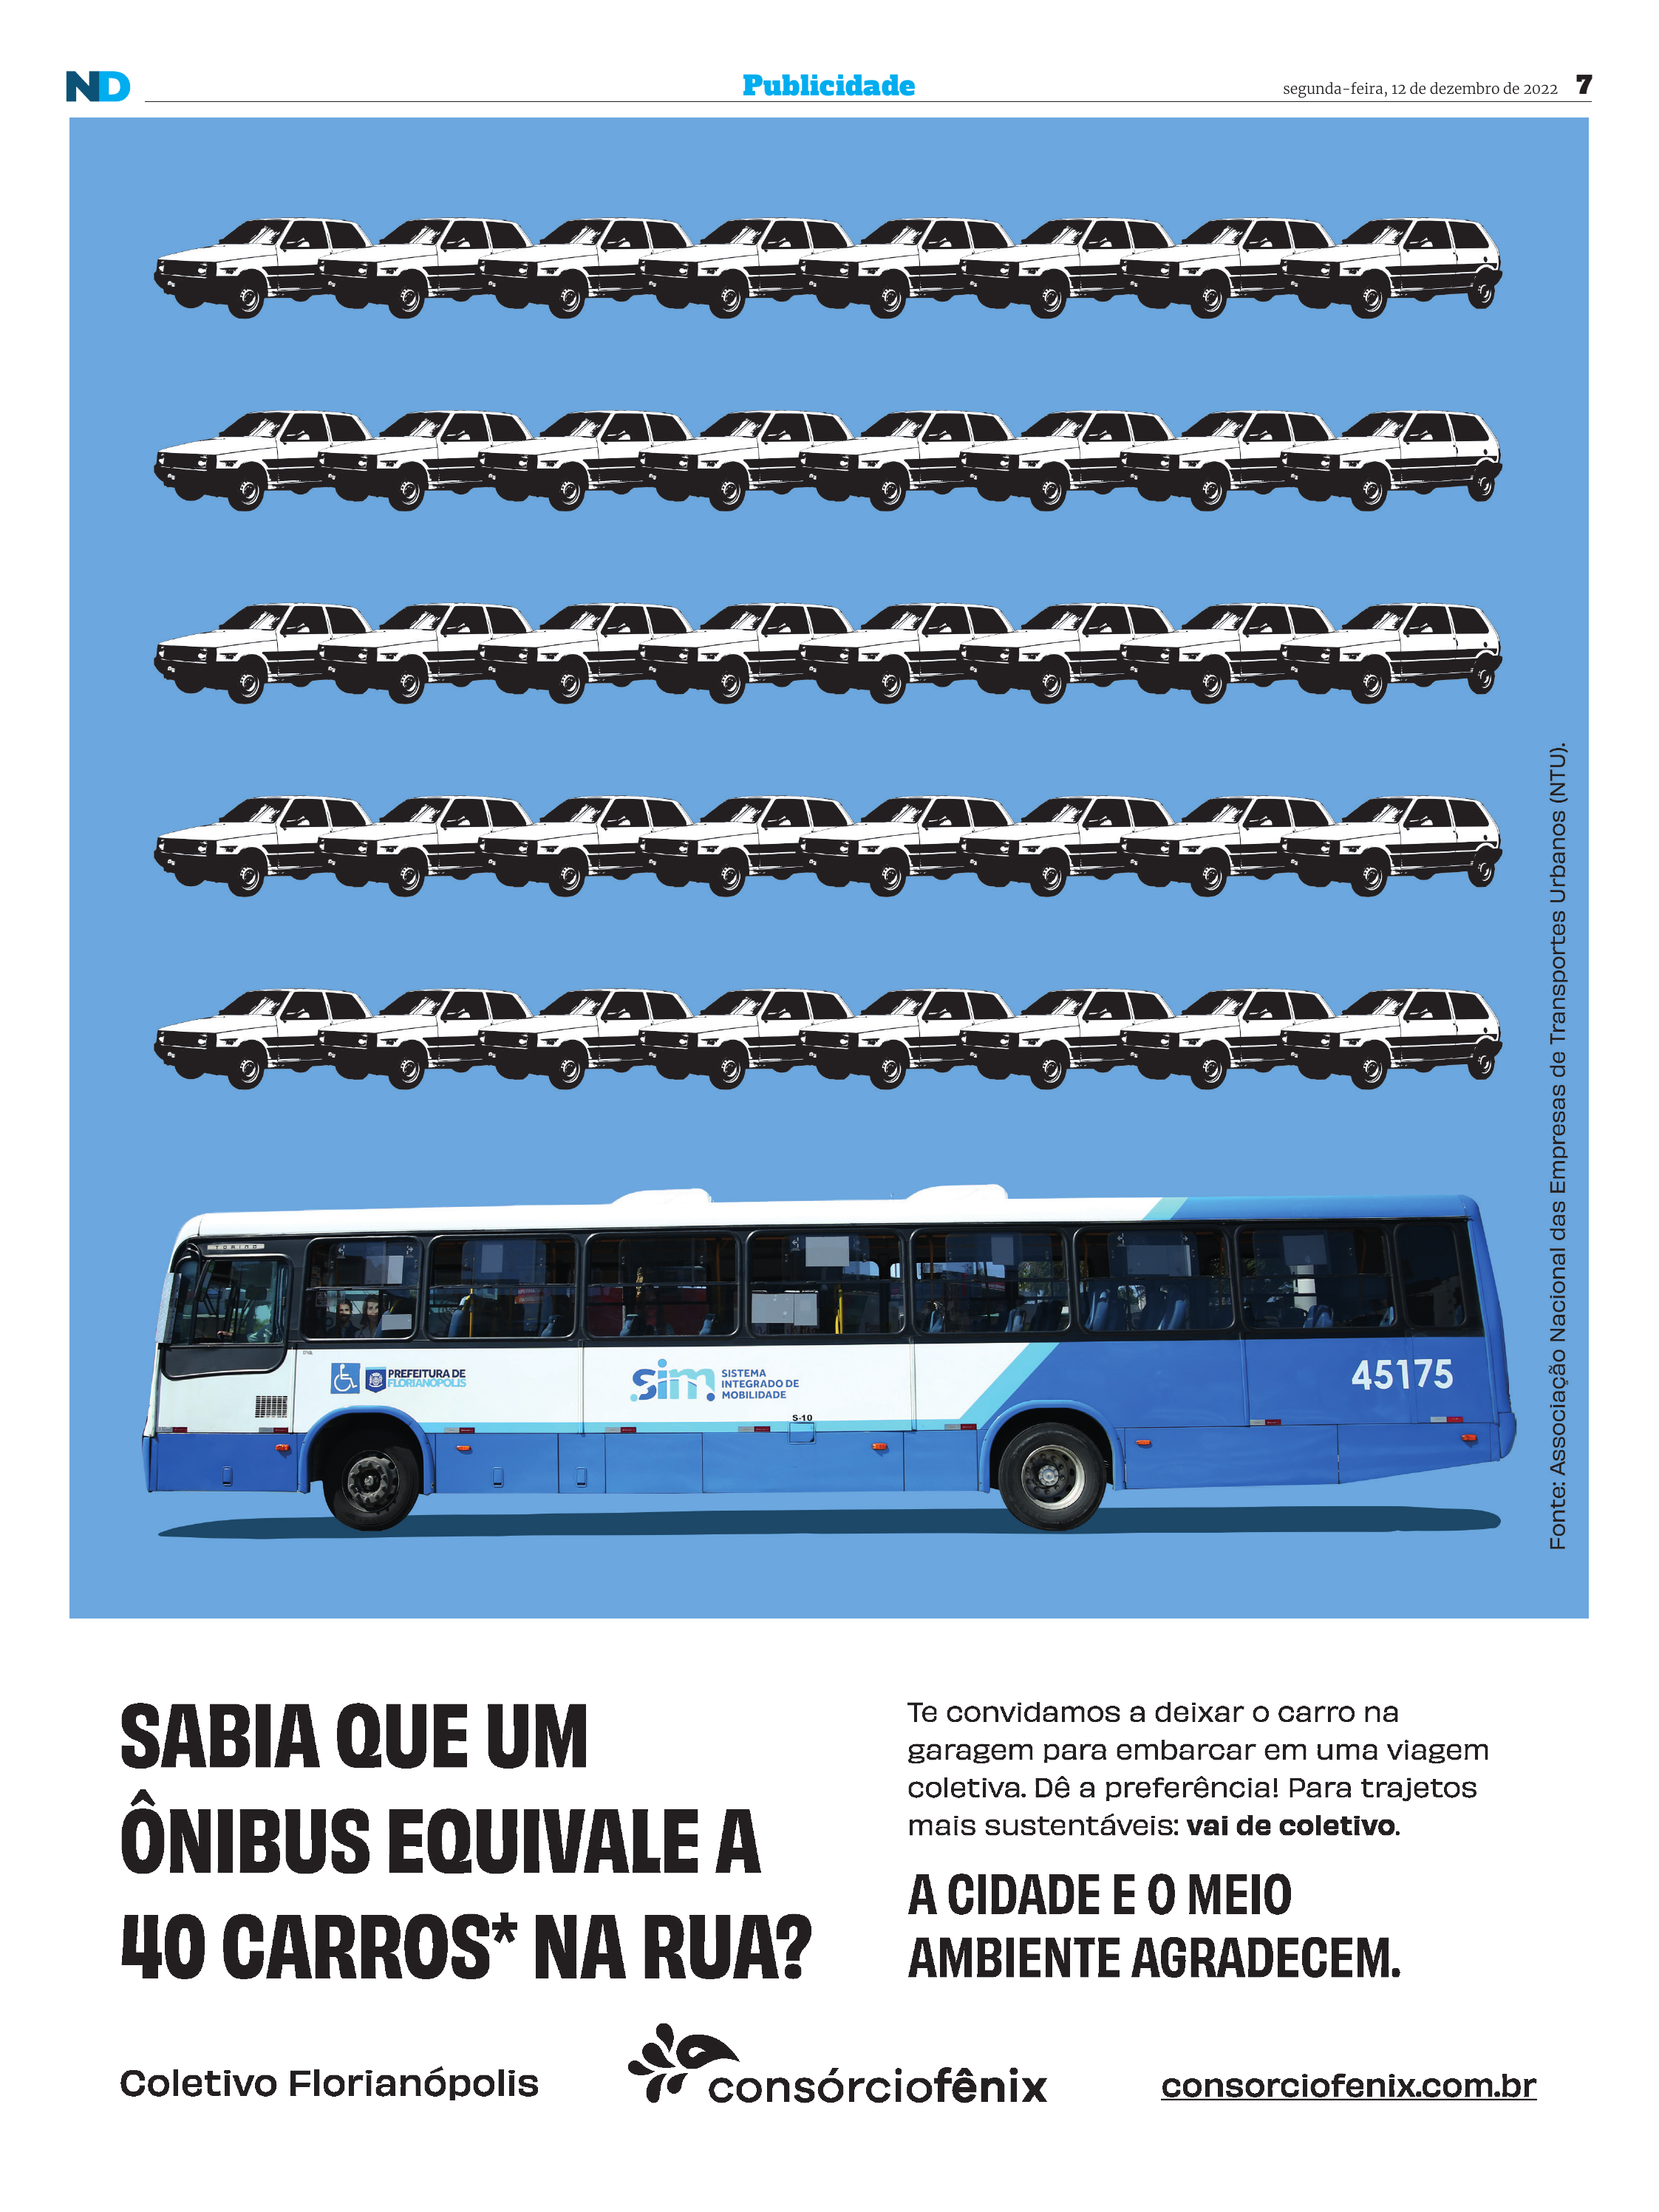 ND
Publicidade
segunda-feira, 12 de dezembro de 2022 7
Fonte: Associação Nacional das Empresas de Transportes Urbanos (NTU).
TORINO
PREFEITURA DE
FLORIANÓPOLIS
sim
SISTEMA
INTEGRADO DE
MOBILIDADE
45175
S-10
SABIA QUE UM
ÔNIBUS EQUIVALE A
40 CARROS* NA RUA?
Te convidamos a deixar o carro na
garagem para embarcar em uma viagem
coletiva. Dê a preferência! Para trajetos
mais sustentáveis: vai de coletivo.
A CIDADE E O MEIO
AMBIENTE AGRADECEM.
Coletivo Florianópolis
consórciofênix
consorciofenix.com.br